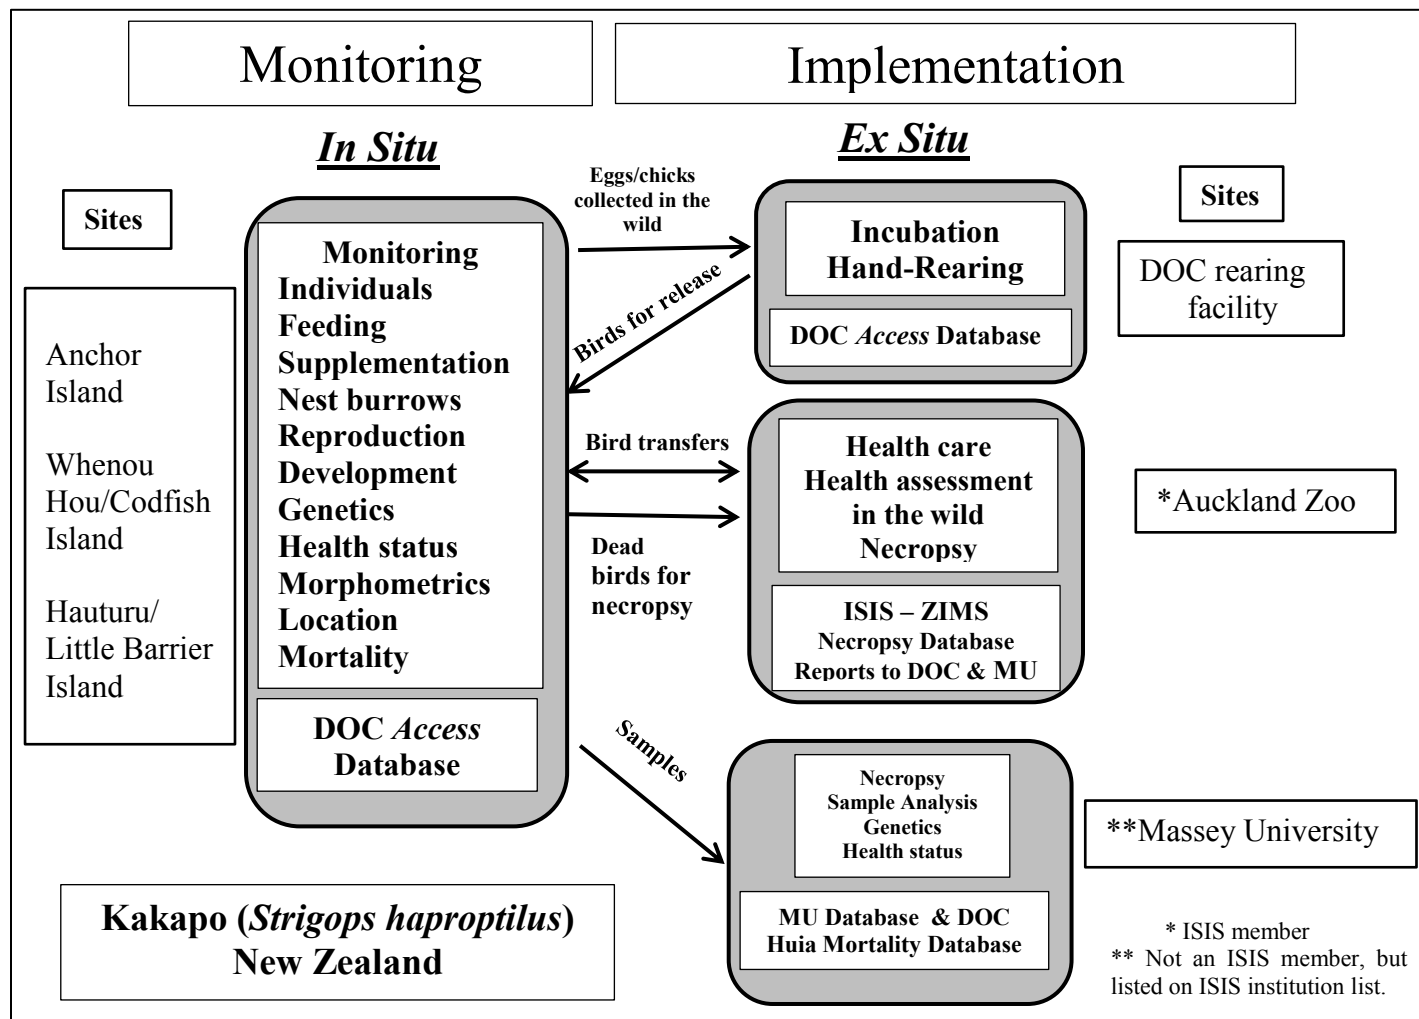 Monitoring
Implementation
In Situ
Ex Situ
Sites
Anchor
Island
Whenou
Hou/Codfish
Island
Hauturu/
Little Barrier
Island
Monitoring
Individuals
Feeding
Supplementation
Nest burrows
Reproduction
Development
Genetics
Health status
Morphometrics
Location
Mortality
DOC Access
Database
Eggs/chicks
collected in the
wild
Birds for release
Bird transfers
Dead
birds for
necropsy
Samples
Incubation
Hand-Rearing
DOC Access Database
Health care
Health assessment
in the wild
Necropsy
ISIS – ZIMS
Necropsy Database
Reports to DOC & MU
Necropsy
Sample Analysis
Genetics
Health status
MU Database & DOC
Huia Mortality Database
Sites
DOC rearing
facility
*Auckland Zoo
**Massey University
Kakapo (Strigops haproptilus)
New Zealand
* ISIS member
** Not an ISIS member, but
listed on ISIS institution list.